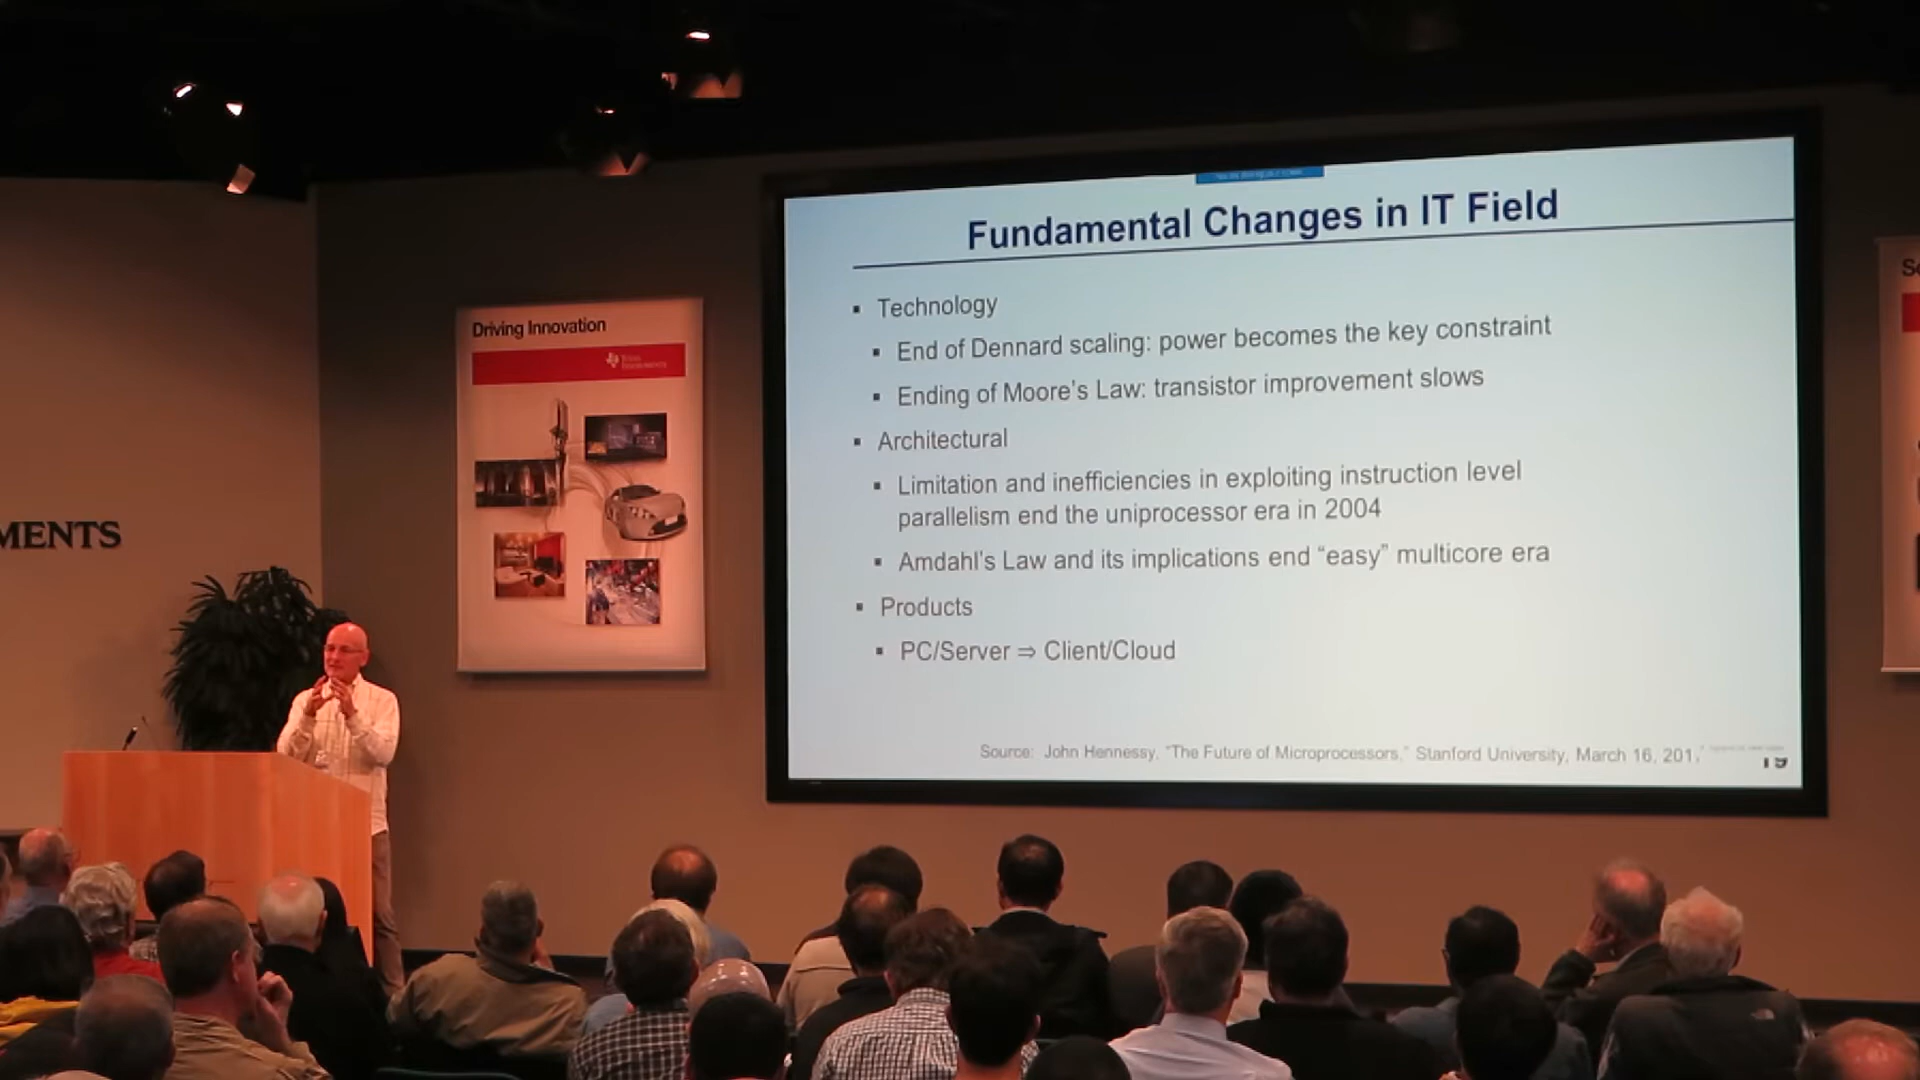 Fundamental Changes in IT Field
▪ Technology
▪ End of Dennard scaling: power becomes the key constraint
▪ Ending of Moore's Law: transistor improvement slows
▪ Architectural
▪ Limitation and inefficiencies in exploiting instruction level
parallelism end the uniprocessor era in 2004
▪ Amdahl's Law and its implications end “easy” multicore era
▪ Products
▪ PC/Server ⇒ Client/Cloud
Source: John Hennessy, “The Future of Microprocessors,” Stanford University, March 16, 201
Driving Innovation
TEXAS
INSTRUMENTS
MENTS